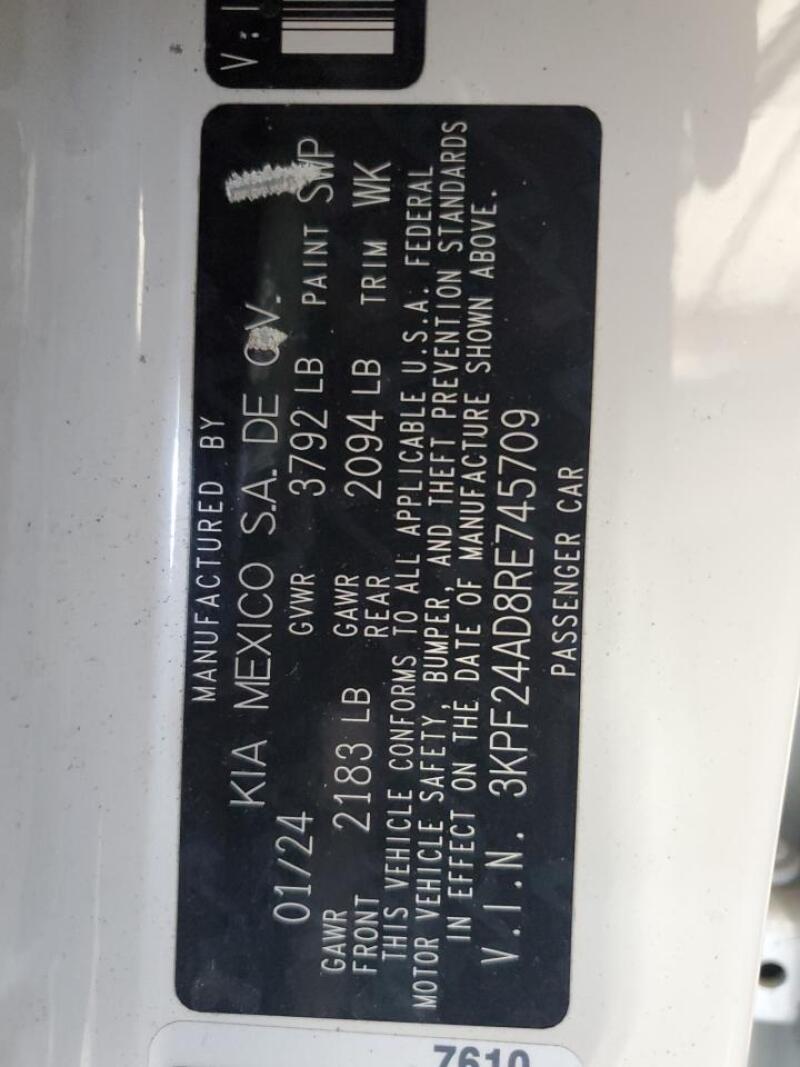 V.I
MANUFACTURED BY
KIA MEXICO S.A. DE C.V.
01/24 GVWR 3792 LB PAINT SWP
GAWR FRONT 2183 LB GAWR REAR 2094 LB TRIM WK
THIS VEHICLE CONFORMS TO ALL APPLICABLE U.S.A. FEDERAL
MOTOR VEHICLE SAFETY, BUMPER, AND THEFT PREVENTION STANDARDS
IN EFFECT ON THE DATE OF MANUFACTURE SHOWN ABOVE.
V.I.N. 3KPF24AD8RE745709
PASSENGER CAR
7610